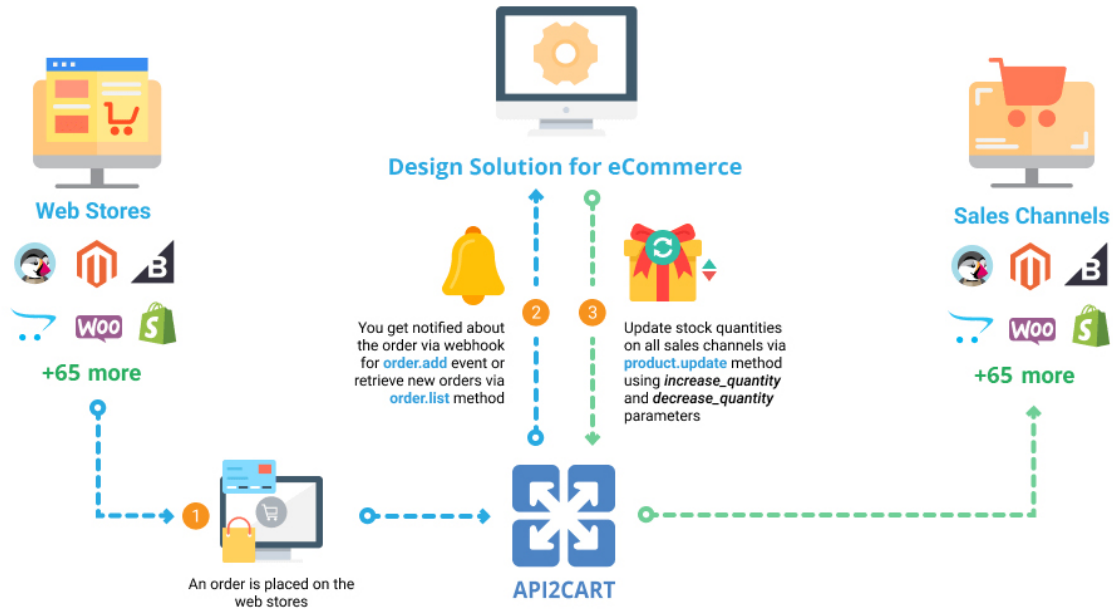 Design Solution for eCommerce
Web Stores
B
WOO
S
+65 more
Sales Channels
B
WOO
S
+65 more
2
You get notified about
the order via webhook
for order.add event or
retrieve new orders via
order.list method
3
Update stock quantities
on all sales channels via
product.update method
using increase_quantity
and decrease_quantity
parameters
1
An order is placed on the
web stores
API2CART